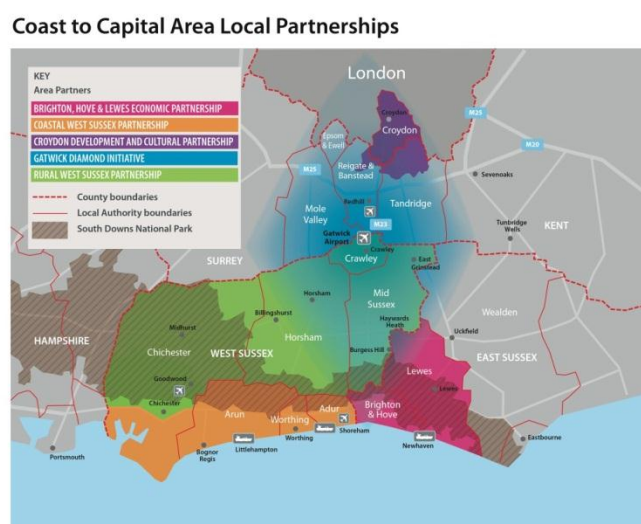 Coast to Capital Area Local Partnerships
KEY
Area Partners
BRIGHTON, HOVE & LEWES ECONOMIC PARTNERSHIP
COASTAL WEST SUSSEX PARTNERSHIP
CROYDON DEVELOPMENT AND CULTURAL PARTNERSHIP
GATWICK DIAMOND INITIATIVE
RURAL WEST SUSSEX PARTNERSHIP
County boundaries
Local Authority boundaries
South Downs National Park
London
Croydon
Croydon
M25
Epsom
& Ewell
M20
M25
Reigate &
Banstead
Sevenoaks
Redhill
Mole
Valley
Tandridge
M23
Gatwick
Airport
Tunbridge
Wells
KENT
Crawley
Crawley
East
Grinstead
SURREY
Horsham
Mid
Sussex
Billingshurst
Wealden
Haywards
Heath
Uckfield
Midhurst
HAMPSHIRE
Horsham
Chichester
WEST SUSSEX
Burgess Hill
EAST SUSSEX
Lewes
Goodwood
Lewes
Chichester
Arun
Worthing
Adur
Brighton
& Hove
Shoreham
Worthing
Bognor
Regis
Littlehampton
Newhaven
Eastbourne
Portsmouth